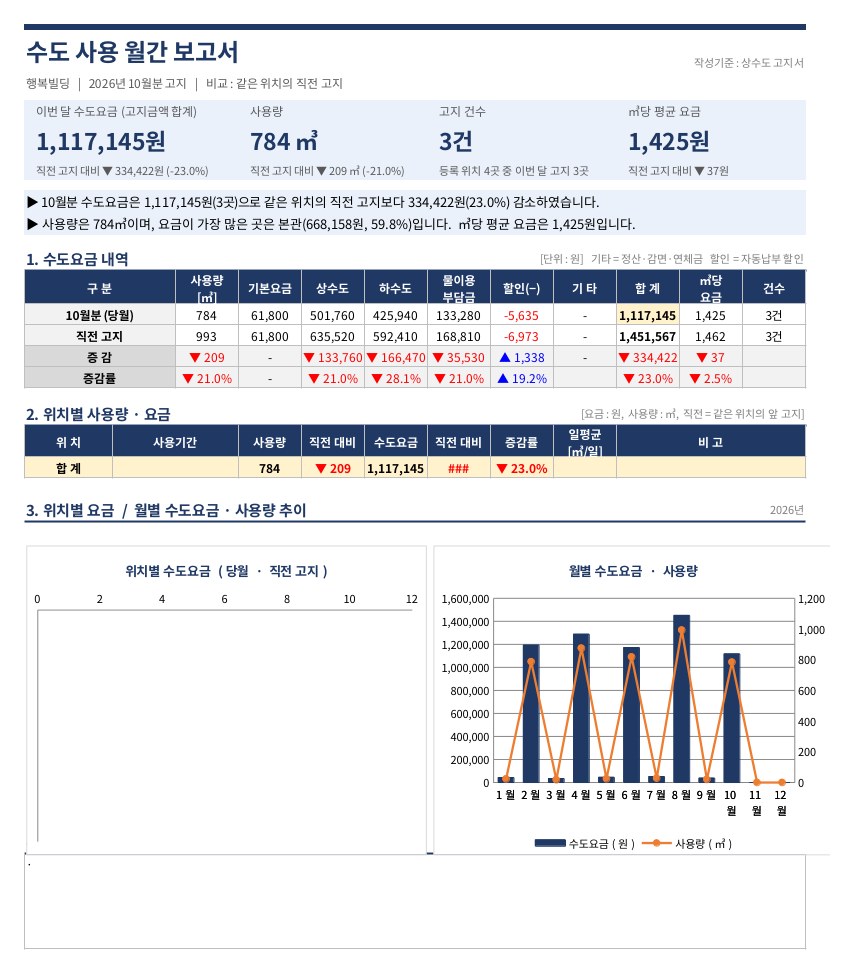 수도 사용 월간 보고서
작성기준 : 상수도 고지서
행복빌딩 | 2026년 10월분 고지 | 비교 : 같은 위치의 직전 고지
이번 달 수도요금 (고지금액 합계) 사용량 고지 건수 ㎥당 평균 요금
1,117,145원 784 ㎥ 3건 1,425원
직전 고지 대비 ▼ 334,422원 (-23.0%) 직전 고지 대비 ▼ 209 ㎥ (-21.0%) 등록 위치 4곳 중 이번 달 고지 3곳 직전 고지 대비 ▼ 37원
▶ 10월분 수도요금은 1,117,145원(3곳)으로 같은 위치의 직전 고지보다 334,422원(23.0%) 감소하였습니다.
▶ 사용량은 784㎥이며, 요금이 가장 많은 곳은 본관(668,158원, 59.8%)입니다. ㎥당 평균 요금은 1,425원입니다.
1. 수도요금 내역 [단위 : 원] 기타 = 정산·감면·연체금 할인 = 자동납부 할인
구 분 사용량 [㎥] 기본요금 상수도 하수도 물이용 부담금 할인(−) 기 타 합 계 ㎥당 요금 건수
10월분 (당월) 784 61,800 501,760 425,940 133,280 -5,635 - 1,117,145 1,425 3건
직전 고지 993 61,800 635,520 592,410 168,810 -6,973 - 1,451,567 1,462 3건
증 감 ▼ 209 - ▼ 133,760 ▼ 166,470 ▼ 35,530 ▲ 1,338 - ▼ 334,422 ▼ 37
증감률 ▼ 21.0% - ▼ 21.0% ▼ 28.1% ▼ 21.0% ▲ 19.2% ▼ 23.0% ▼ 2.5%
2. 위치별 사용량 · 요금 [요금 : 원, 사용량 : ㎥, 직전 = 같은 위치의 앞 고지]
위 치 사용기간 사용량 직전 대비 수도요금 직전 대비 증감률 일평균 [㎥/일] 비 고
합 계 784 ▼ 209 1,117,145 ### ▼ 23.0%
3. 위치별 요금 / 월별 수도요금 · 사용량 추이 2026년
위치별 수도요금 ( 당월 · 직전 고지 )
0 2 4 6 8 10 12
월별 수도요금 · 사용량
1,600,000 1,200
1,400,000 1,000
1,200,000 800
1,000,000 600
800,000 400
600,000 200
400,000 0
200,000
0
1 월 2 월 3 월 4 월 5 월 6 월 7 월 8 월 9 월 10 월 11 월 12 월
수도요금 ( 원 ) 사용량 ( ㎥ )
.